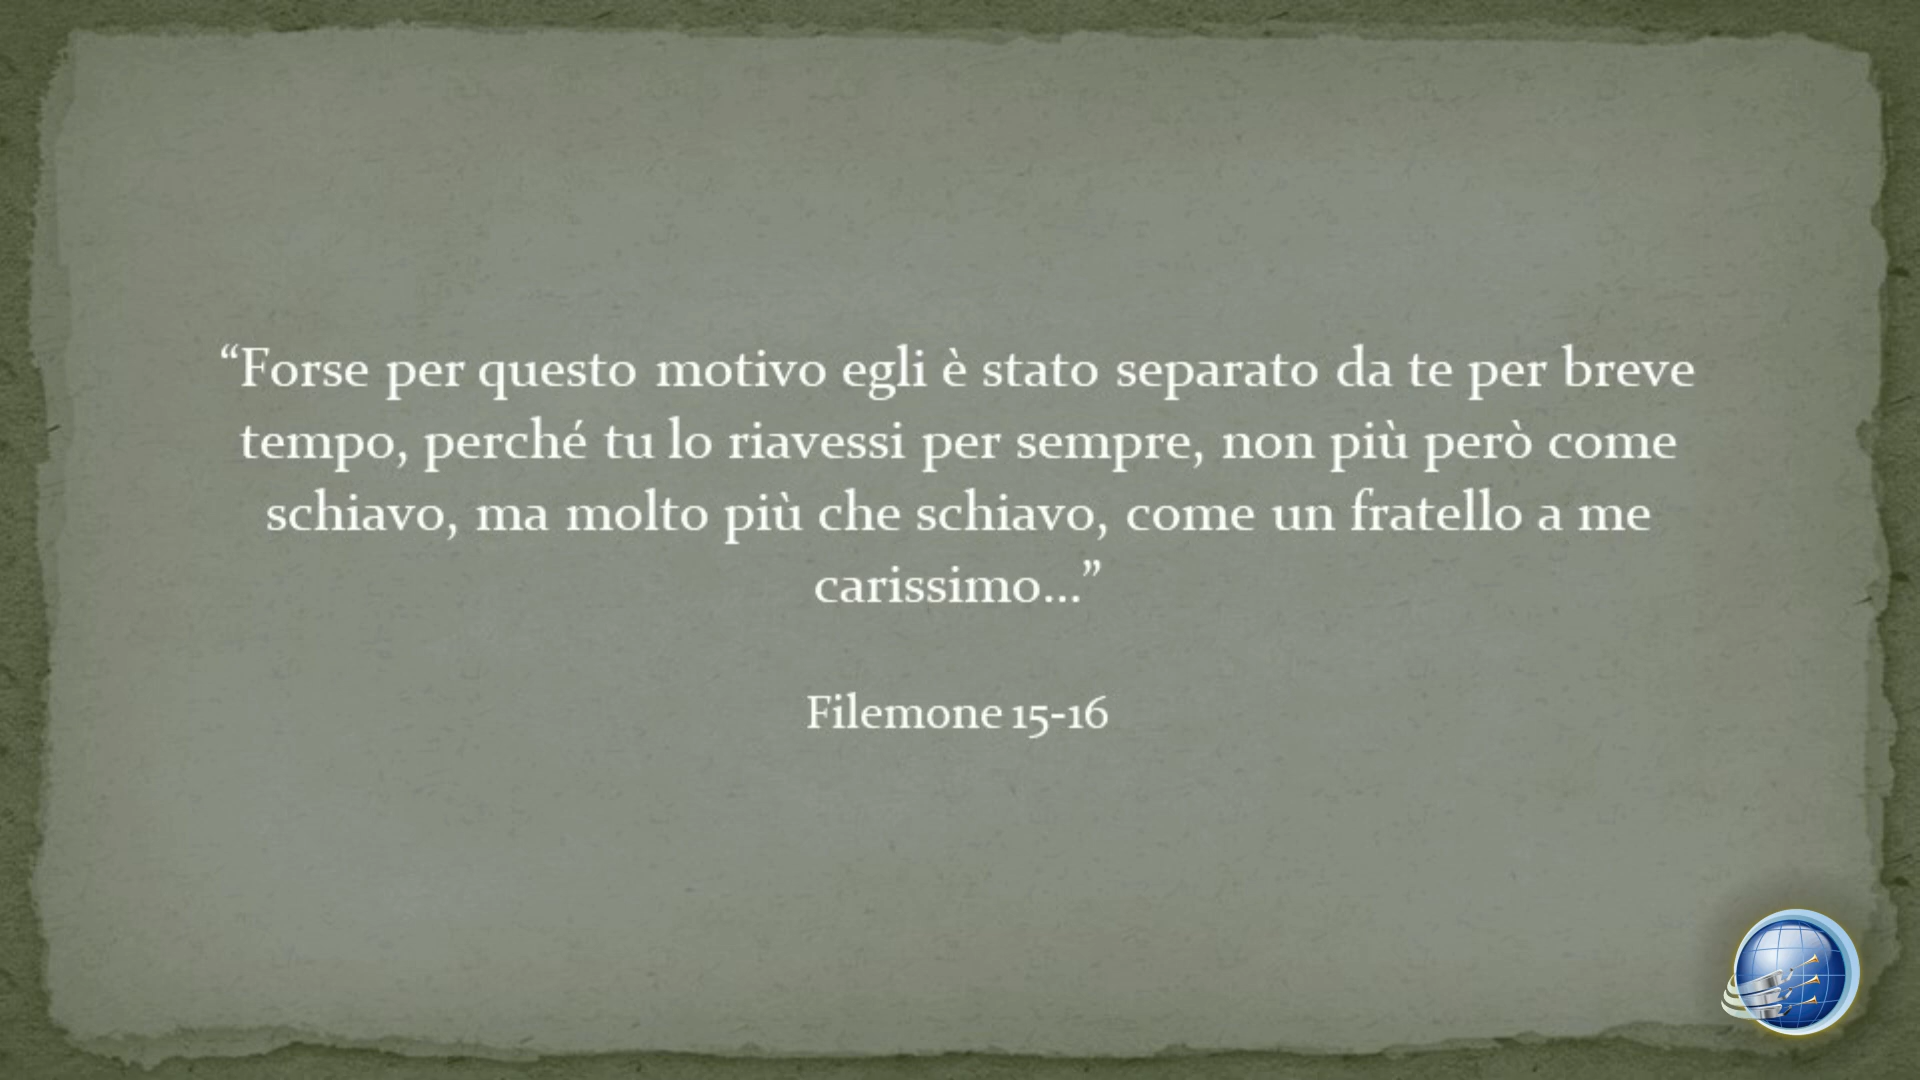 “Forse per questo motivo egli è stato separato da te per breve
tempo, perché tu lo riavessi per sempre, non più però come
schiavo, ma molto più che schiavo, come un fratello a me
carissimo…”
Filemone 15-16